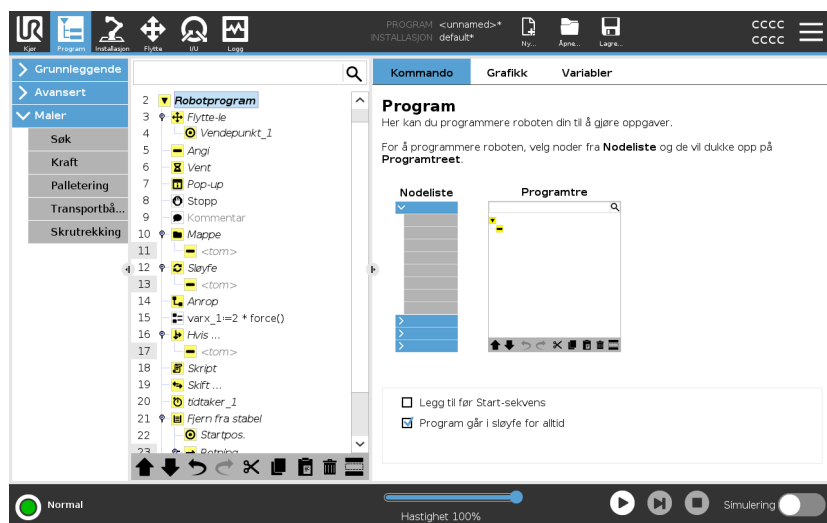 PROGRAM <unnamed>*
INSTALLASJON default*
CCCC
CCCC
Kjør
Program
Installasjon
Flytte
I/U
Logg
Ny...
Åpne...
Lagre...
Grunnleggende
Avansert
Maler
Søk
Kraft
Palletering
Transportbå...
Skrutrekking
2 Robotprogram
3 Flytte-le
4 Vendepunkt_1
5 Angi
6 Vent
7 Pop-up
8 Stopp
9 Kommentar
10 Mappe
11 <tom>
12 Sløyfe
13 <tom>
14 Anrop
15 varx_1:=2 * force()
16 Hvis ...
17 <tom>
18 Skript
19 Skift ...
20 tidtaker_1
21 Fjern fra stabel
22 Startpos.
23 Retning
Kommando
Grafikk
Variabler
Program
Her kan du programmere roboten din til å gjøre oppgaver.
For å programmere roboten, velg noder fra Nodeliste og de vil dukke opp på
Programtreet.
Nodeliste
Programtre
Legg til før Start-sekvens
Program går i sløyfe for alltid
Normal
Hastighet 100%
Simulering